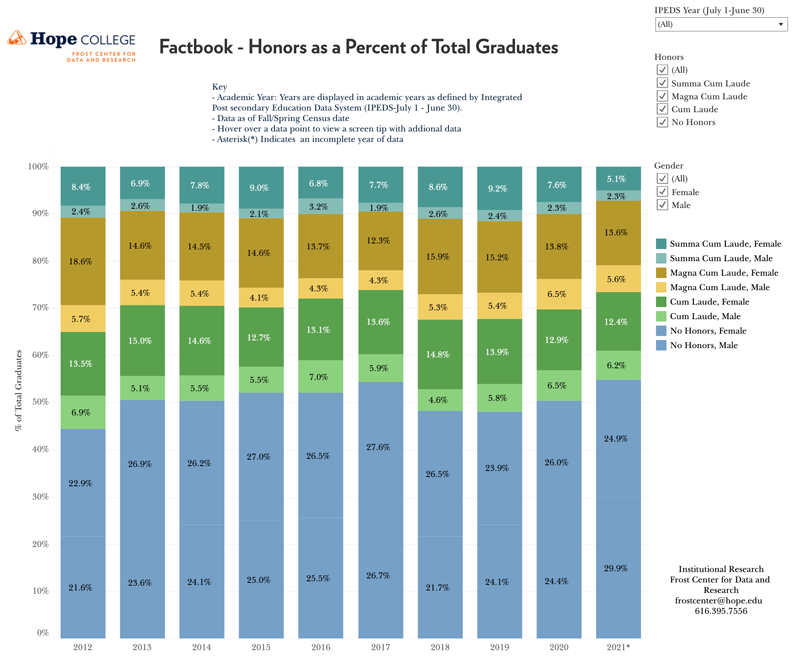 IPEDS Year (July 1-June 30)
(All)
Hope COLLEGE
FROST CENTER FOR
DATA AND RESEARCH
Factbook - Honors as a Percent of Total Graduates
Key
- Academic Year: Years are displayed in academic years as defined by Integrated
Post secondary Education Data System (IPEDS-July 1 - June 30).
- Data as of Fall/Spring Census date
- Hover over a data point to view a screen tip with addional data
- Asterisk(*) Indicates an incomplete year of data
Honors
(All)
Summa Cum Laude
Magna Cum Laude
Cum Laude
No Honors
Gender
(All)
Female
Male
Summa Cum Laude, Female
Summa Cum Laude, Male
Magna Cum Laude, Female
Magna Cum Laude, Male
Cum Laude, Female
Cum Laude, Male
No Honors, Female
No Honors, Male
% of Total Graduates
100%
90%
80%
70%
60%
50%
40%
30%
20%
10%
0%
8.4% 6.9% 7.8% 9.0% 6.8% 7.7% 8.6% 9.2% 7.6% 5.1%
2.4% 2.6% 1.9% 2.1% 3.2% 1.9% 2.6% 2.4% 2.3% 2.3%
18.6% 14.6% 14.5% 14.6% 13.7% 12.3% 15.9% 15.2% 13.8% 13.6%
5.7% 5.4% 5.4% 4.1% 4.3% 4.3% 5.3% 5.4% 6.5% 5.6%
13.5% 15.0% 14.6% 12.7% 13.1% 13.6% 14.8% 13.9% 12.9% 12.4%
6.9% 5.1% 5.5% 5.5% 7.0% 5.9% 4.6% 5.8% 6.5% 6.2%
22.9% 26.9% 26.2% 27.0% 26.5% 27.6% 26.5% 23.9% 26.0% 24.9%
21.6% 23.6% 24.1% 25.0% 25.5% 26.7% 21.7% 24.1% 24.4% 29.9%
2012 2013 2014 2015 2016 2017 2018 2019 2020 2021*
Institutional Research
Frost Center for Data and
Research
frostcenter@hope.edu
616.395.7556